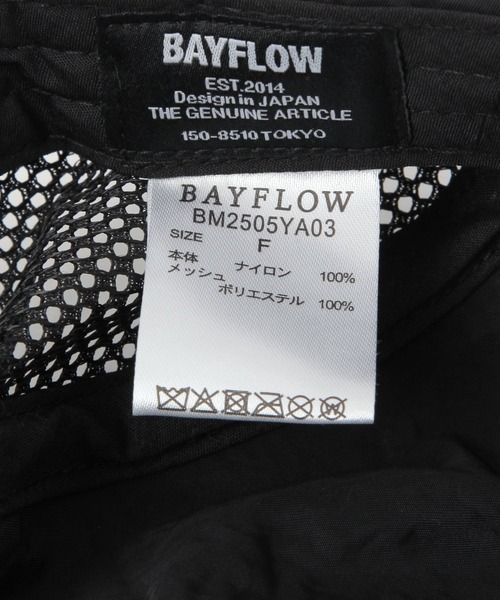 BAYFLOW
EST.2014
Design in JAPAN
THE GENUINE ARTICLE
150-8510 TOKYO
BAYFLOW
BM2505YA03
SIZE F
本体 ナイロン 100%
メッシュ ポリエステル 100%